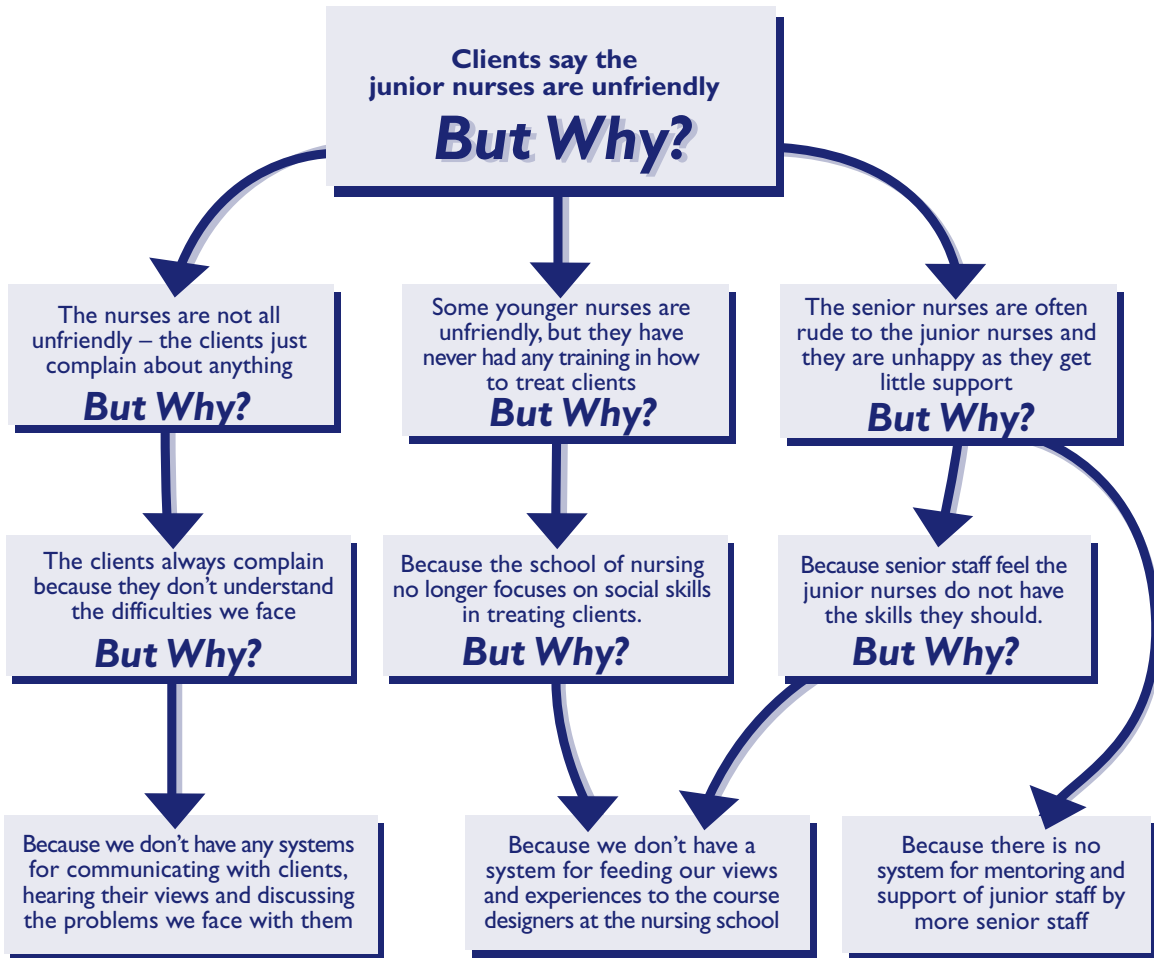 Clients say the
junior nurses are unfriendly
But Why?
The nurses are not all
unfriendly – the clients just
complain about anything
But Why?
Some younger nurses are
unfriendly, but they have
never had any training in how
to treat clients
But Why?
The senior nurses are often
rude to the junior nurses and
they are unhappy as they get
little support
But Why?
The clients always complain
because they don’t understand
the difficulties we face
But Why?
Because the school of nursing
no longer focuses on social skills
in treating clients.
But Why?
Because senior staff feel the
junior nurses do not have
the skills they should.
But Why?
Because we don’t have any systems
for communicating with clients,
hearing their views and discussing
the problems we face with them
Because we don’t have a
system for feeding our views
and experiences to the course
designers at the nursing school
Because there is no
system for mentoring and
support of junior staff by
more senior staff